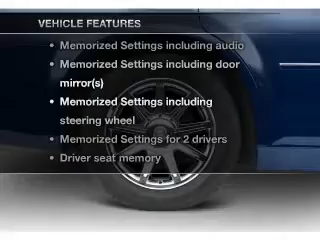 VEHICLE FEATURES
• Memorized Settings including audio
• Memorized Settings including door
mirror(s)
• Memorized Settings including
steering wheel
• Memorized Settings for 2 drivers
• Driver seat memory